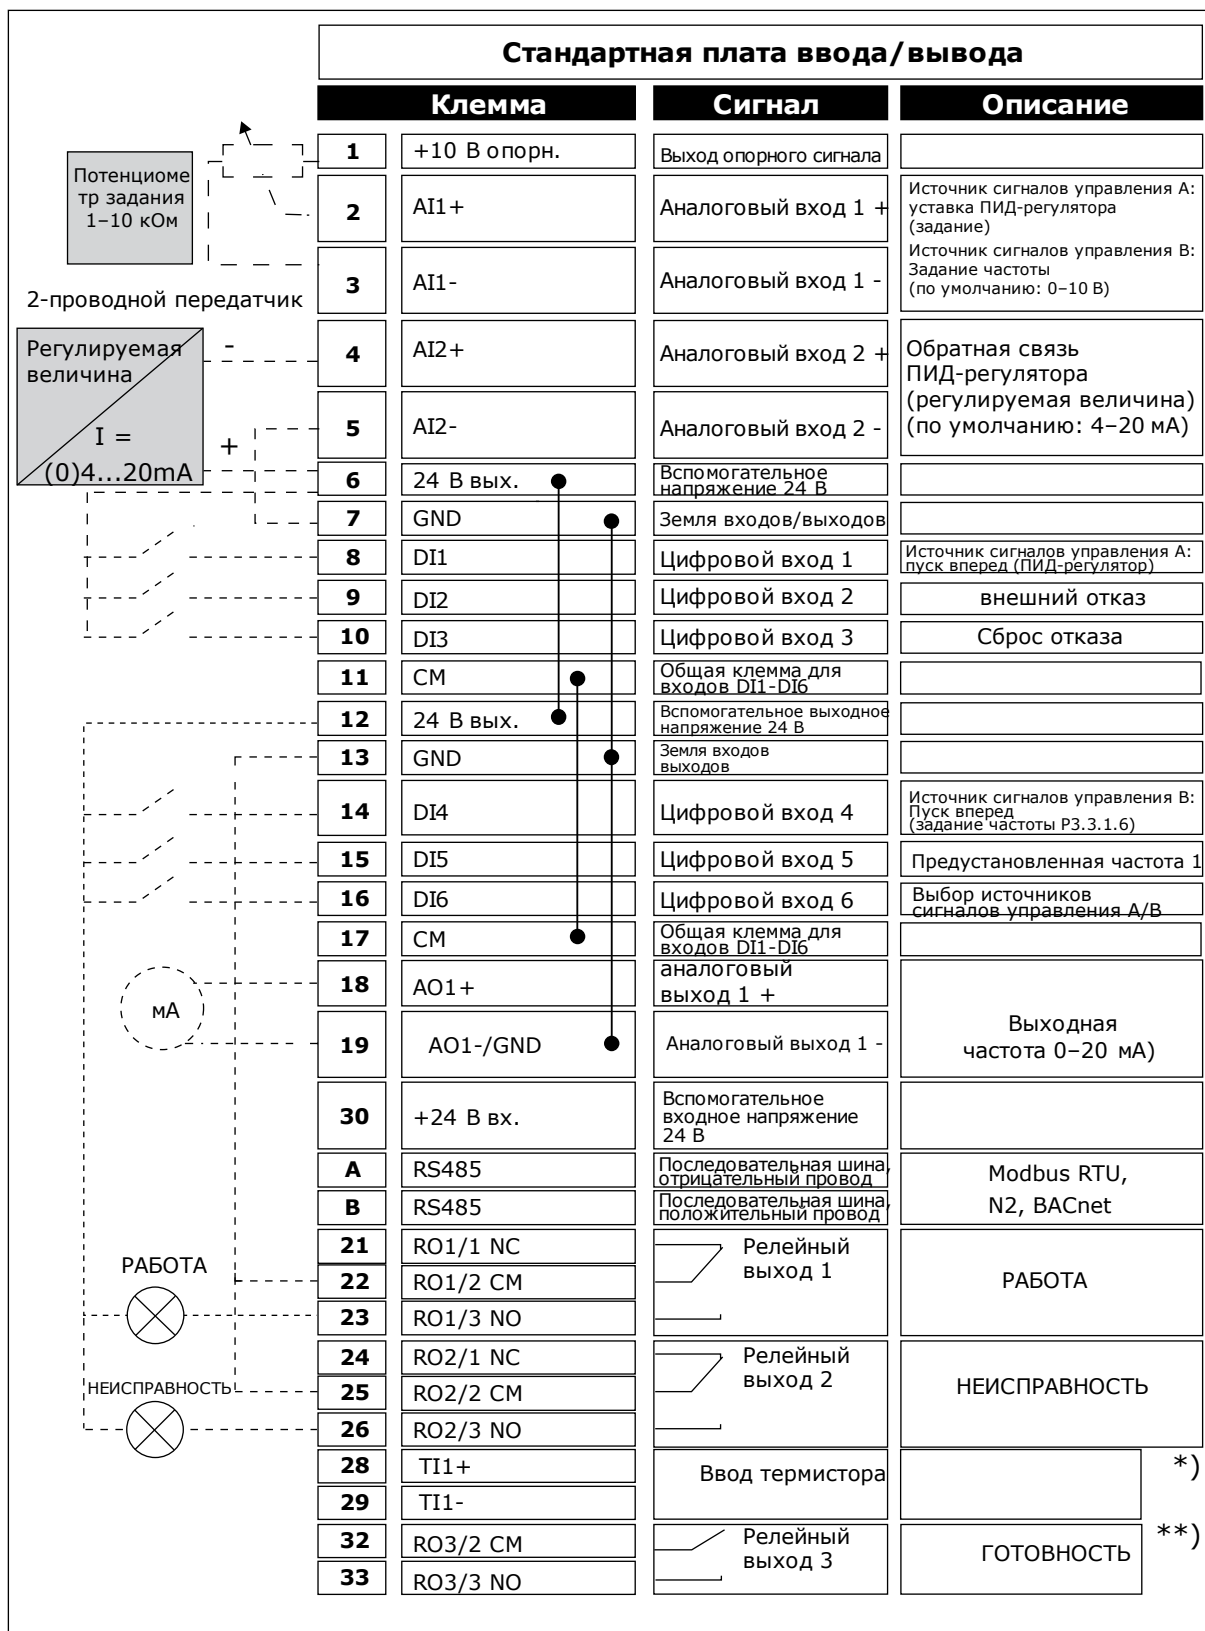 Стандартная плата ввода/вывода
Клемма Сигнал Описание
Потенциоме
тр задания
1–10 кОм
1 +10 В опорн. Выход опорного сигнала
2 AI1+ Аналоговый вход 1 +
Источник сигналов управления А:
уставка ПИД-регулятора
(задание)
Источник сигналов управления В:
Задание частоты
(по умолчанию: 0–10 В)
3 AI1- Аналоговый вход 1 -
2-проводной передатчик
Регулируемая
величина
I =
(0)4...20mA
-
+
4 AI2+ Аналоговый вход 2 +
Обратная связь
ПИД-регулятора
(регулируемая величина)
(по умолчанию: 4–20 мА)
5 AI2- Аналоговый вход 2 -
6 24 В вых. Вспомогательное
напряжение 24 В
7 GND Земля входов/выходов
8 DI1 Цифровой вход 1
Источник сигналов управления А:
пуск вперед (ПИД-регулятор)
9 DI2 Цифровой вход 2 внешний отказ
10 DI3 Цифровой вход 3 Сброс отказа
11 CM Общая клемма для
входов DI1-DI6
12 24 В вых. Вспомогательное выходное
напряжение 24 В
13 GND Земля входов
выходов
14 DI4 Цифровой вход 4
Источник сигналов управления В:
Пуск вперед
(задание частоты P3.3.1.6)
15 DI5 Цифровой вход 5 Предустановленная частота 1
16 DI6 Цифровой вход 6 Выбор источников
сигналов управления А/В
17 CM Общая клемма для
входов DI1-DI6
мА
18 AO1+ аналоговый
выход 1 +
19 AO1-/GND Аналоговый выход 1 -
Выходная
частота 0–20 мА)
30 +24 В вх. Вспомогательное
входное напряжение
24 В
A RS485 Последовательная шина,
отрицательный провод
B RS485 Последовательная шина,
положительный провод
Modbus RTU,
N2, BACnet
РАБОТА
21 RO1/1 NC Релейный
выход 1
22 RO1/2 CM РАБОТА
23 RO1/3 NO
НЕИСПРАВНОСТЬ
24 RO2/1 NC Релейный
выход 2
25 RO2/2 CM НЕИСПРАВНОСТЬ
26 RO2/3 NO
28 TI1+ Ввод термистора *)
29 TI1-
32 RO3/2 CM Релейный
выход 3
ГОТОВНОСТЬ **)
33 RO3/3 NO